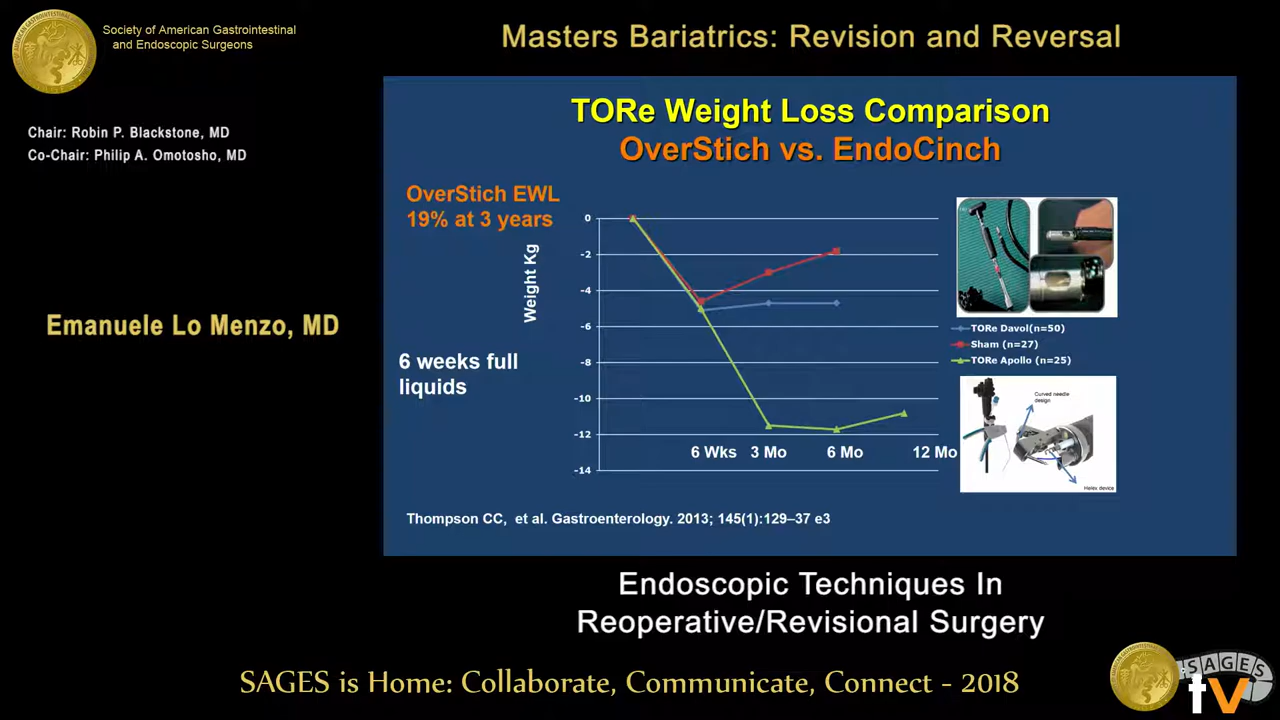 Society of American Gastrointestinal
and Endoscopic Surgeons
Masters Bariatrics: Revision and Reversal
Chair: Robin P. Blackstone, MD
Co-Chair: Philip A. Omotosho, MD
Emanuele Lo Menzo, MD
TORe Weight Loss Comparison
OverStich vs. EndoCinch
OverStich EWL
19% at 3 years
Weight Kg
0
-2
-4
-6
-8
-10
-12
-14
6 weeks full
liquids
6 Wks 3 Mo 6 Mo 12 Mo
TORe Davol(n=50)
Sham (n=27)
TORe Apollo (n=25)
Curved needle
design
Helex device
Thompson CC, et al. Gastroenterology. 2013; 145(1):129–37 e3
Endoscopic Techniques In
Reoperative/Revisional Surgery
SAGES is Home: Collaborate, Communicate, Connect - 2018
SAGES
tv